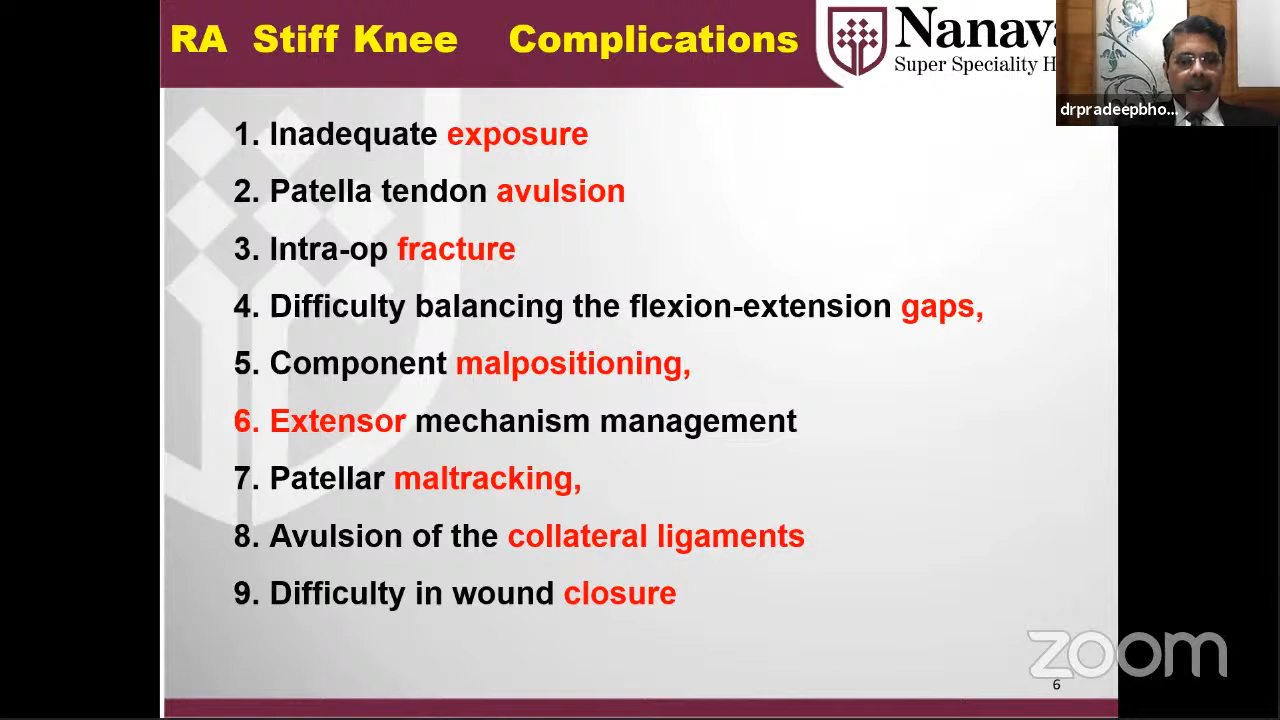 RA Stiff Knee Complications
Nanava
Super Speciality H
drpradeepbho...
1. Inadequate exposure
2. Patella tendon avulsion
3. Intra-op fracture
4. Difficulty balancing the flexion-extension gaps,
5. Component malpositioning,
6. Extensor mechanism management
7. Patellar maltracking,
8. Avulsion of the collateral ligaments
9. Difficulty in wound closure
zoom
6